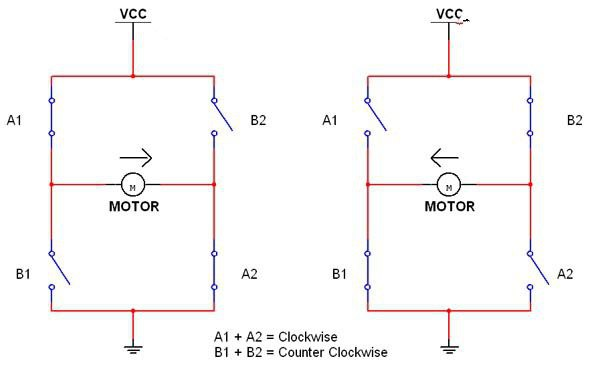 VCC
A1
B2
M
MOTOR
B1
A2
VCC
A1
B2
M
MOTOR
B1
A2
A1 + A2 = Clockwise
B1 + B2 = Counter Clockwise